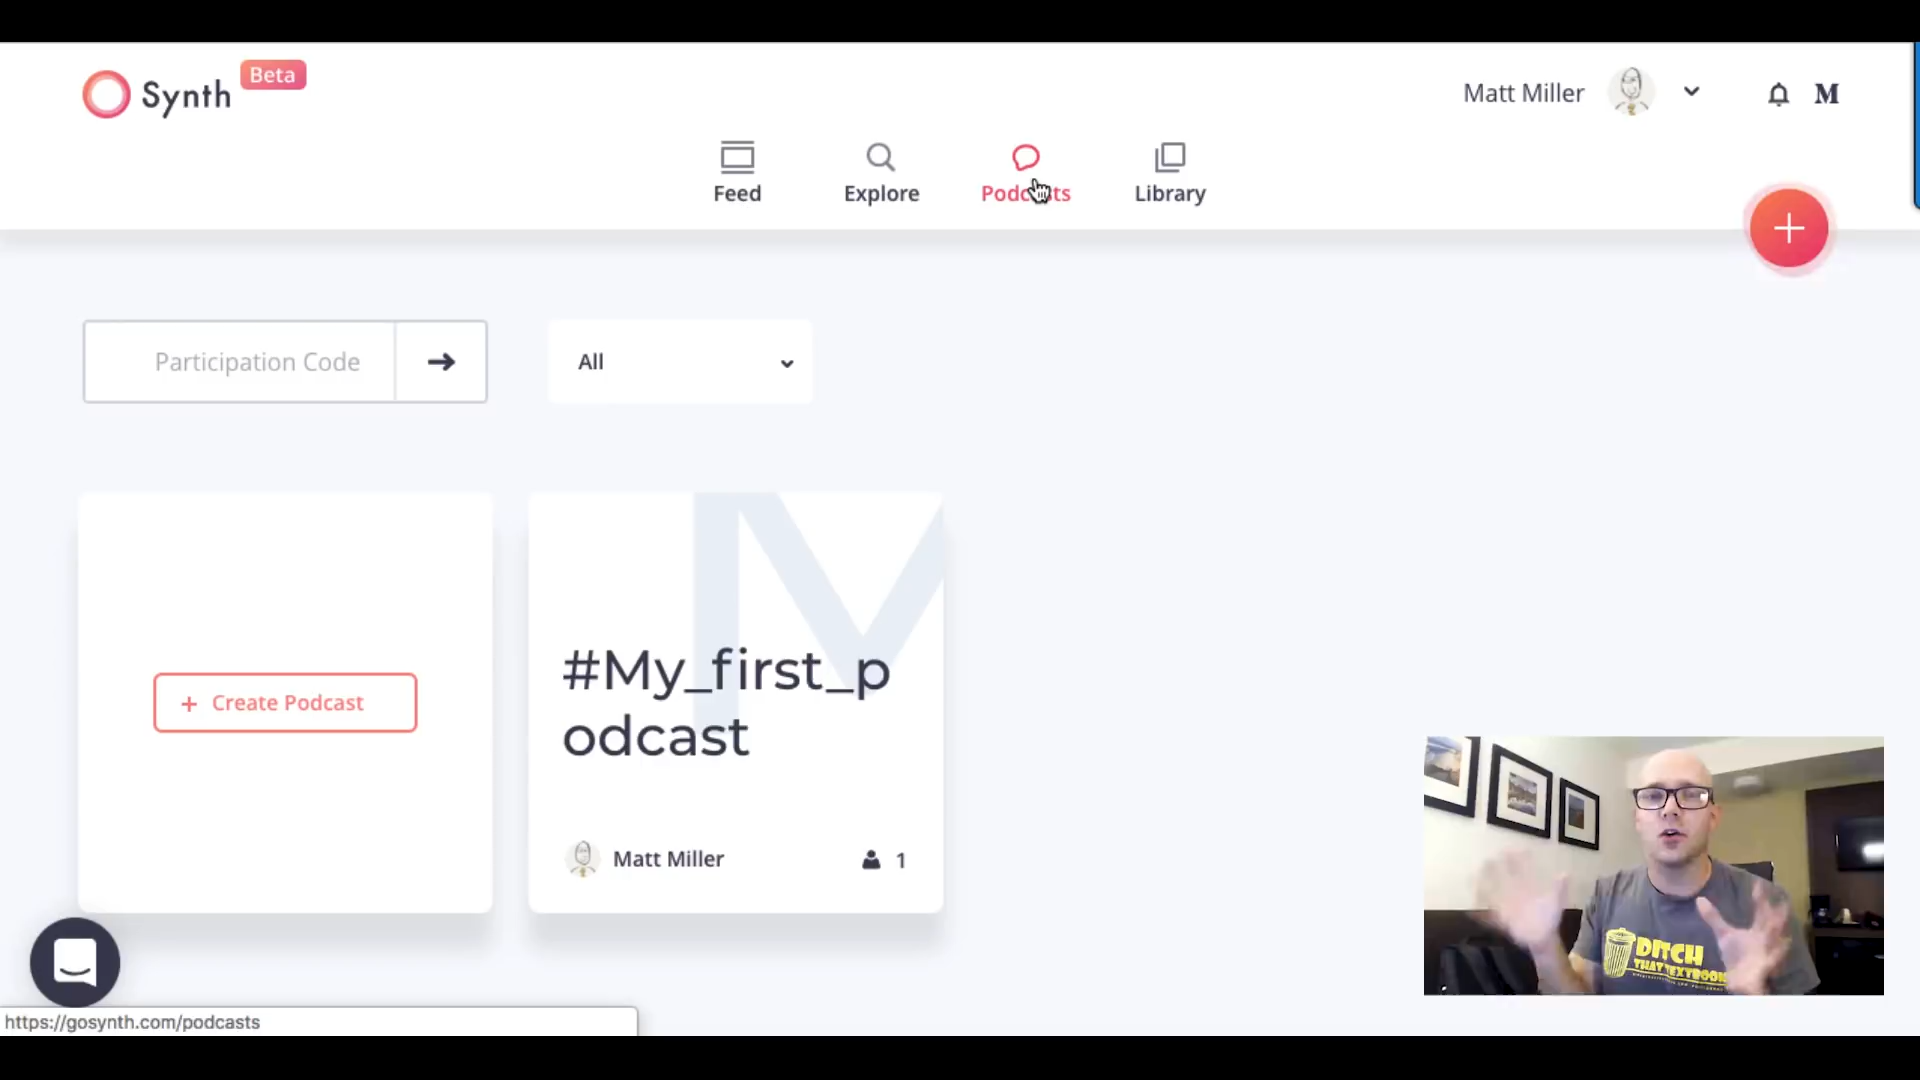 Synth
Beta
Matt Miller
M
Feed
Explore
Podcasts
Library
Participation Code
All
+ Create Podcast
#My_first_p
odcast
Matt Miller
1
DITCH
THAT TEXTBOOK
https://gosynth.com/podcasts